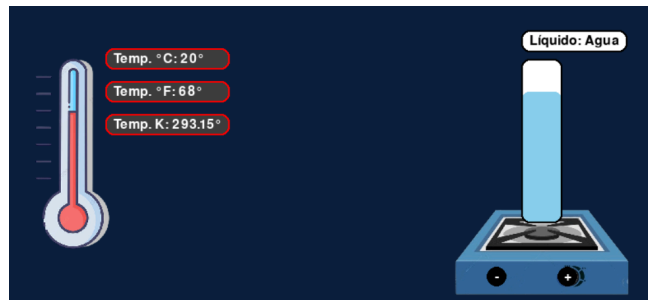 Líquido: Agua
Temp. °C: 20°
Temp. °F: 68°
Temp. K: 293.15°
- +